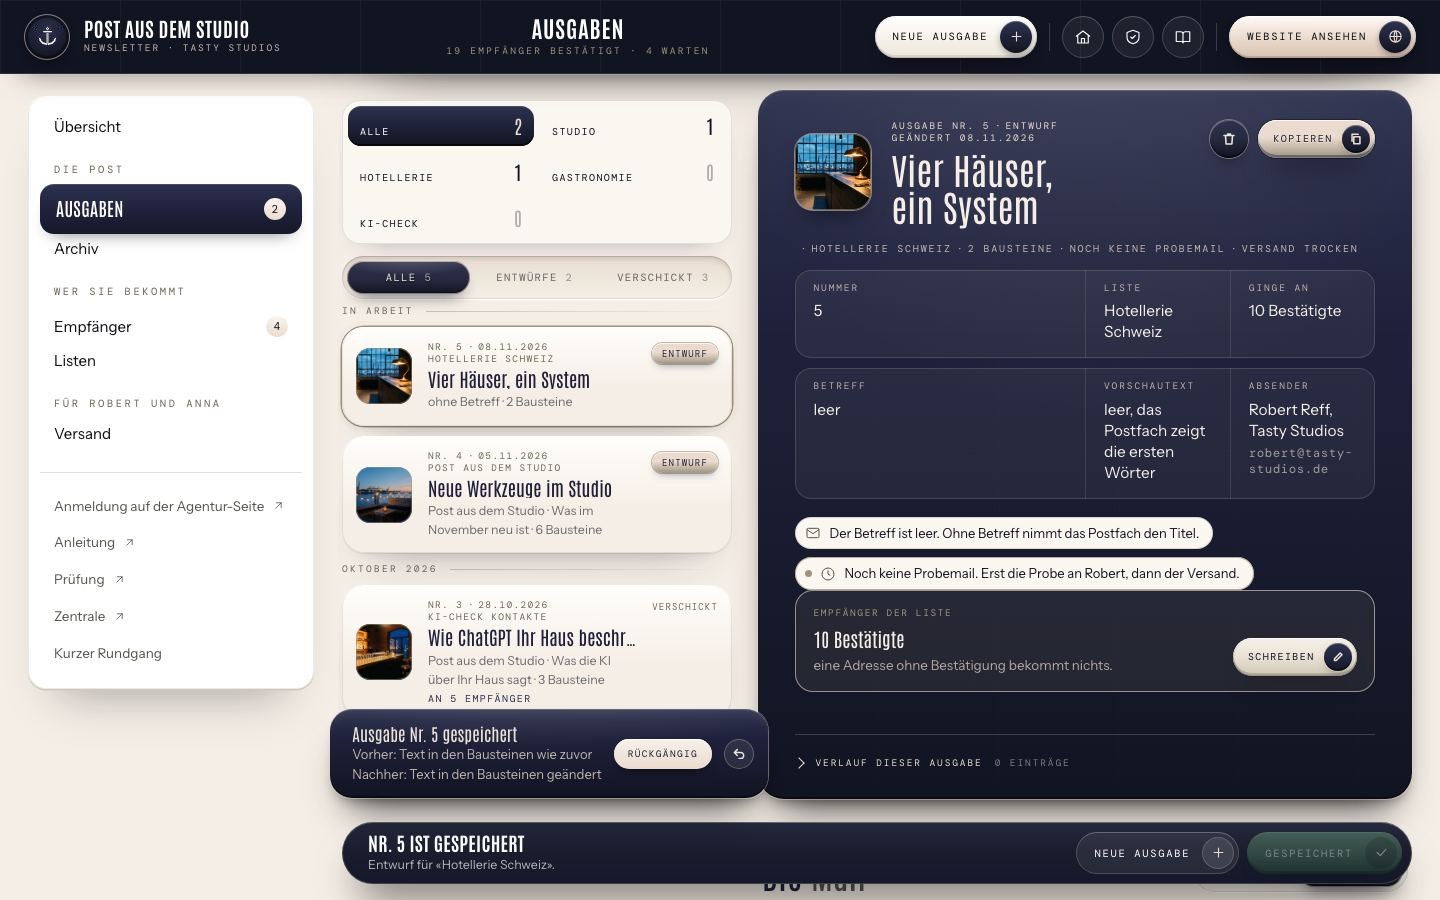 POST AUS DEM STUDIO
NEWSLETTER · TASTY STUDIOS
AUSGABEN
19 EMPFÄNGER BESTÄTIGT · 4 WARTEN
NEUE AUSGABE
WEBSITE ANSEHEN
Übersicht
DIE POST
AUSGABEN 2
Archiv
WER SIE BEKOMMT
Empfänger 4
Listen
FÜR ROBERT UND ANNA
Versand
Anmeldung auf der Agentur-Seite
Anleitung
Prüfung
Zentrale
Kurzer Rundgang
ALLE 2
STUDIO 1
HOTELLERIE 1
GASTRONOMIE 0
KI-CHECK 0
ALLE 5
ENTWÜRFE 2
VERSCHICKT 3
IN ARBEIT
NR. 5 · 08.11.2026
HOTELLERIE SCHWEIZ
ENTWURF
Vier Häuser, ein System
ohne Betreff · 2 Bausteine
NR. 4 · 05.11.2026
POST AUS DEM STUDIO
ENTWURF
Neue Werkzeuge im Studio
Post aus dem Studio · Was im
November neu ist · 6 Bausteine
OKTOBER 2026
NR. 3 · 28.10.2026
KI-CHECK KONTAKTE
VERSCHICKT
Wie ChatGPT Ihr Haus beschr…
Post aus dem Studio · Was die KI
über Ihr Haus sagt · 3 Bausteine
AN 5 EMPFÄNGER
AUSGABE NR. 5 · ENTWURF
GEÄNDERT 08.11.2026
Vier Häuser,
ein System
KOPIEREN
· HOTELLERIE SCHWEIZ · 2 BAUSTEINE · NOCH KEINE PROBEMAIL · VERSAND TROCKEN
NUMMER
5
LISTE
Hotellerie
Schweiz
GINGE AN
10 Bestätigte
BETREFF
leer
VORSCHAUTEXT
leer, das
Postfach zeigt
die ersten
Wörter
ABSENDER
Robert Reff,
Tasty Studios
robert@tasty-
studios.de
Der Betreff ist leer. Ohne Betreff nimmt das Postfach den Titel.
Noch keine Probemail. Erst die Probe an Robert, dann der Versand.
EMPFÄNGER DER LISTE
10 Bestätigte
eine Adresse ohne Bestätigung bekommt nichts.
SCHREIBEN
VERLAUF DIESER AUSGABE 0 EINTRÄGE
Ausgabe Nr. 5 gespeichert
Vorher: Text in den Bausteinen wie zuvor
Nachher: Text in den Bausteinen geändert
RÜCKGÄNGIG
NR. 5 IST GESPEICHERT
Entwurf für «Hotellerie Schweiz».
NEUE AUSGABE
GESPEICHERT